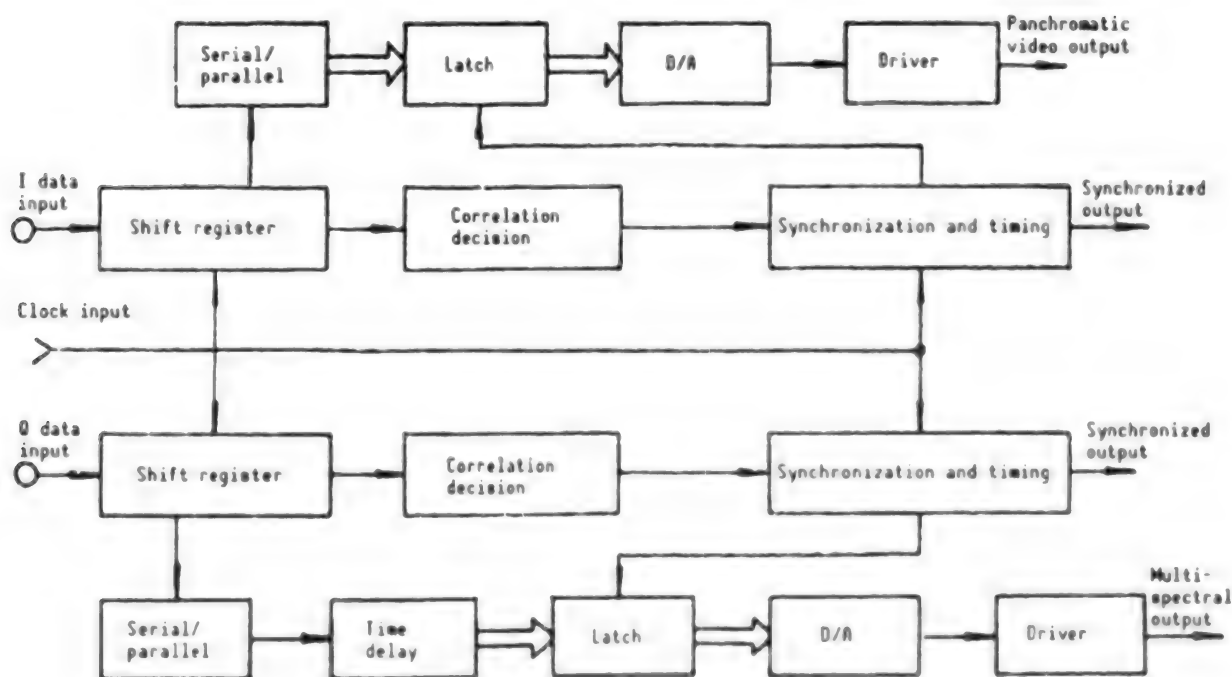 Serial/
parallel
Latch
D/A
Driver
Panchromatic
video output
I data
input
Shift register
Correlation
decision
Synchronization and timing
Synchronized
output
Clock input
Q data
input
Shift register
Correlation
decision
Synchronization and timing
Synchronized
output
Serial/
parallel
Time
delay
Latch
D/A
Driver
Multi-
spectral
output